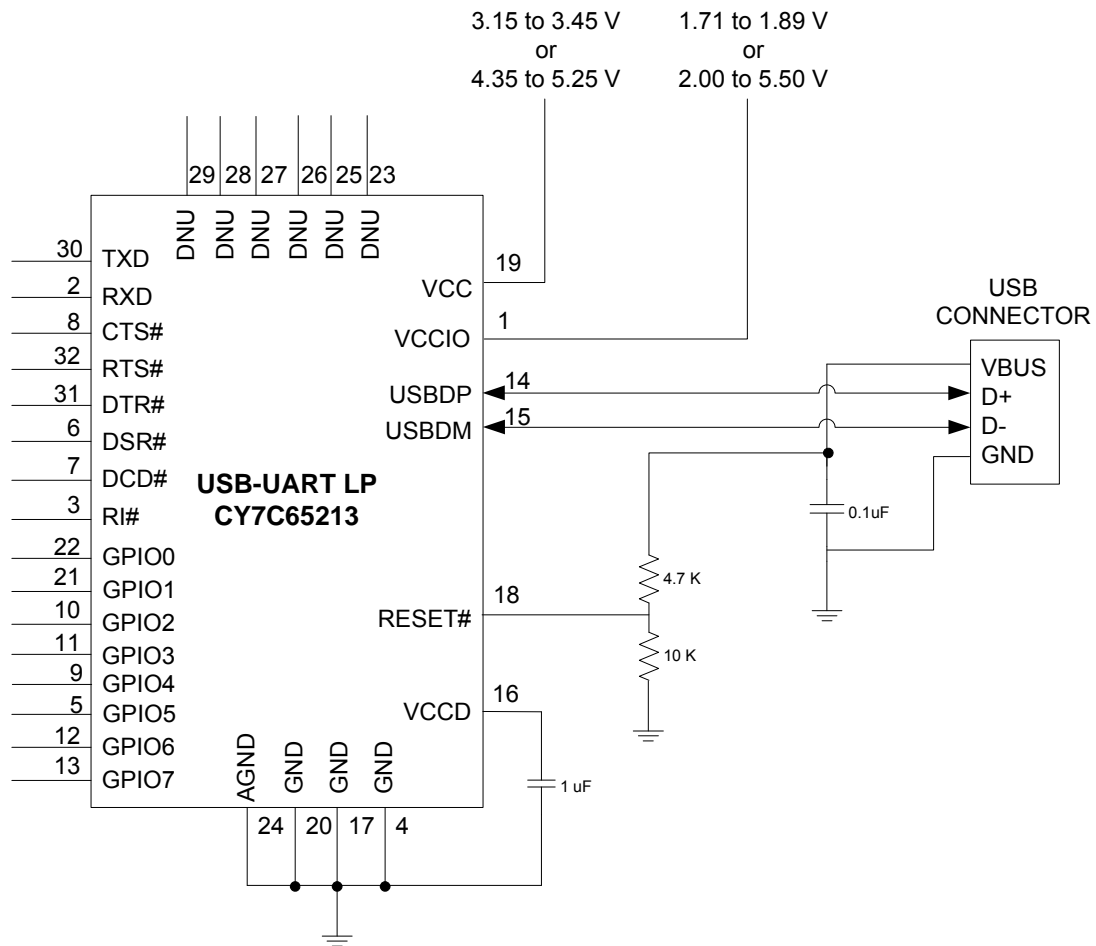 3.15 to 3.45 V
or
4.35 to 5.25 V
1.71 to 1.89 V
or
2.00 to 5.50 V
29 28 27 26 25 23
DNU DNU DNU DNU DNU DNU
30 TXD
2 RXD
8 CTS#
32 RTS#
31 DTR#
6 DSR#
7 DCD#
3 RI#
22 GPIO0
21 GPIO1
10 GPIO2
11 GPIO3
9 GPIO4
5 GPIO5
12 GPIO6
13 GPIO7
USB-UART LP
CY7C65213
VCC 19
VCCIO 1
USBDP 14
USBDM 15
RESET# 18
VCCD 16
AGND GND GND GND
24 20 17 4
1 uF
4.7 K
10 K
0.1uF
USB
CONNECTOR
VBUS
D+
D-
GND